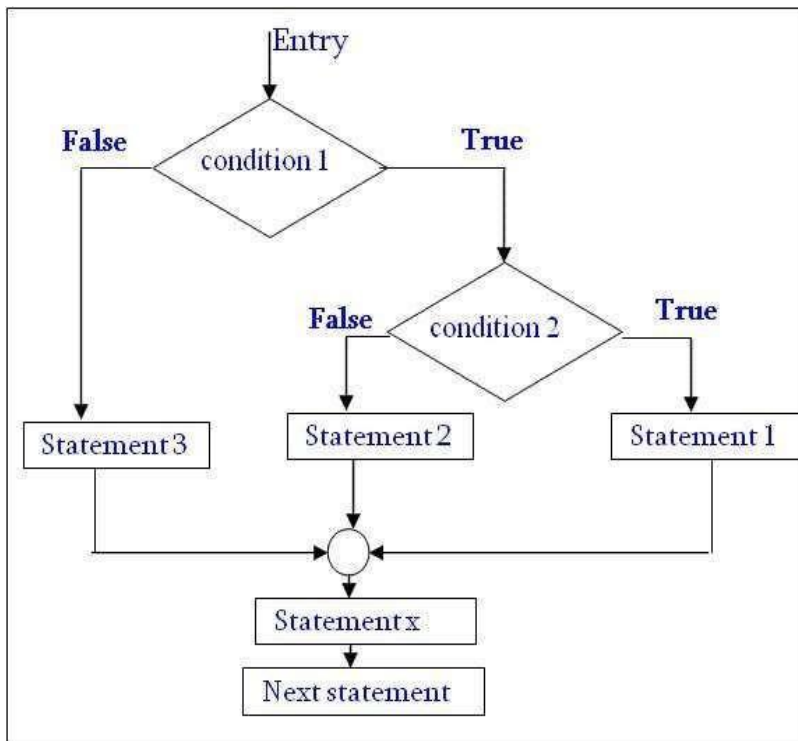 Entry
False
True
condition 1
False
True
condition 2
Statement 3
Statement 2
Statement 1
Statement x
Next statement